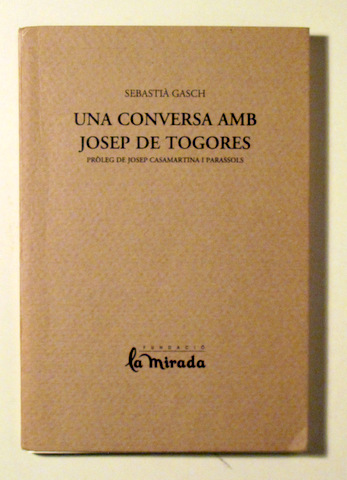 SEBASTIÀ GASCH
UNA CONVERSA AMB
JOSEP DE TOGORES
PRÒLEG DE JOSEP CASAMARTINA I PARASSOLS
FUNDACIÓ
la mirada